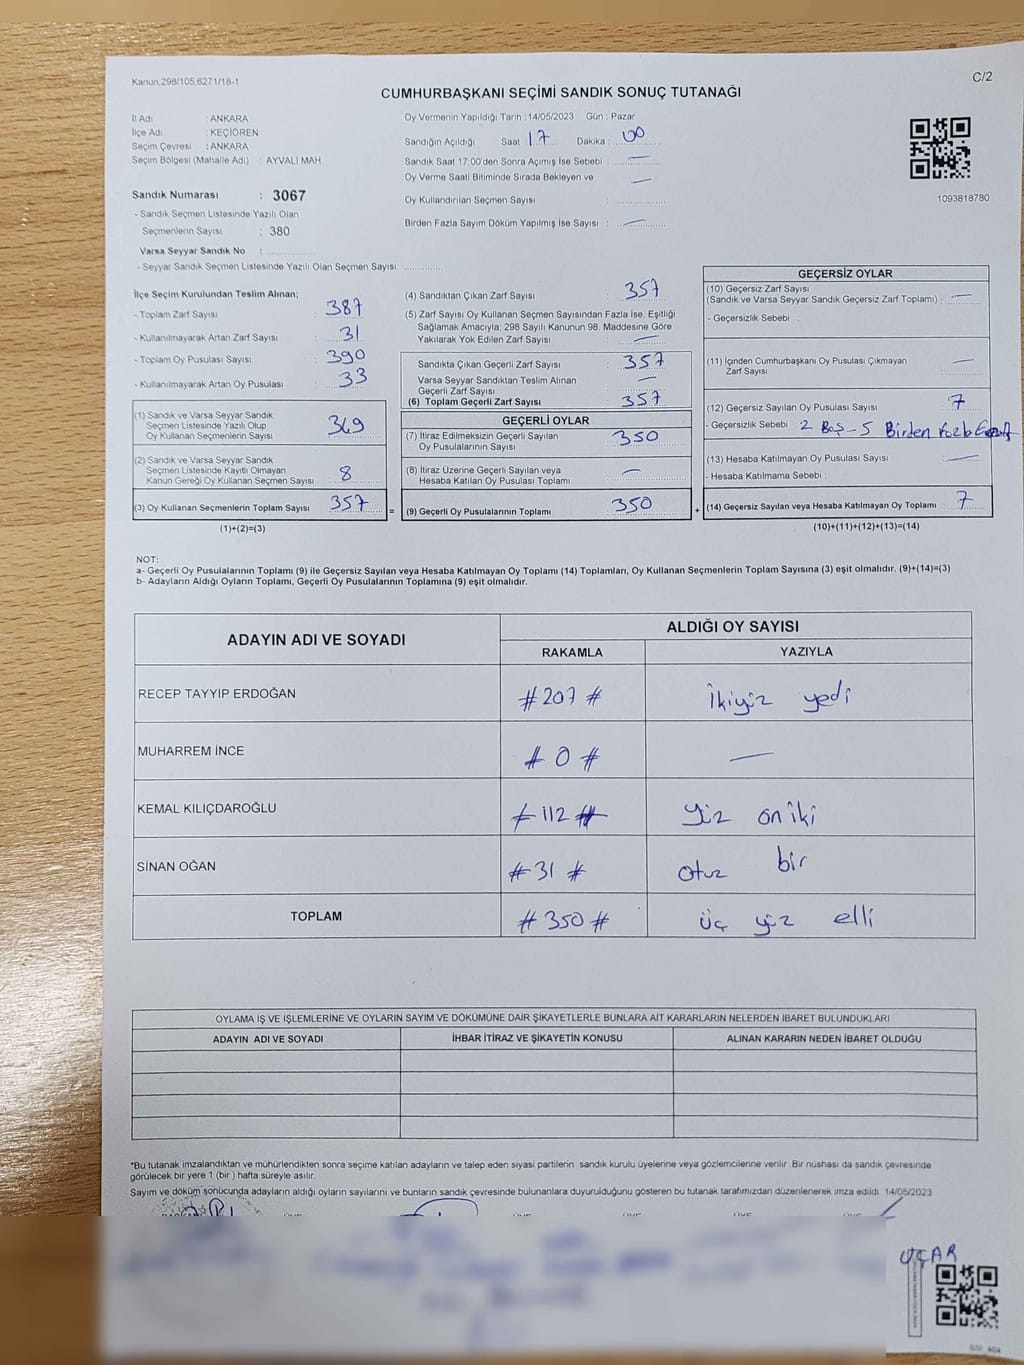 Kanun,298/105,6271/18-1
C/2
CUMHURBAŞKANI SEÇİMİ SANDIK SONUÇ TUTANAĞI
İl Adı : ANKARA
İlçe Adı : KEÇİÖREN
Seçim Çevresi : ANKARA
Seçim Bölgesi (Mahalle Adı) : AYVALI MAH.
Sandık Numarası : 3067
- Sandık Seçmen Listesinde Yazılı Olan
Seçmenlerin Sayısı : 380
Varsa Seyyar Sandık No :
- Seyyar Sandık Seçmen Listesinde Yazılı Olan Seçmen Sayısı:
Oy Vermenin Yapıldığı Tarih :14/05/2023 Gün : Pazar
Sandığın Açıldığı Saat 17 Dakika : 00
Sandık Saat 17:00'den Sonra Açımış İse Sebebi : —
Oy Verme Saati Bitiminde Sırada Bekleyen ve —
Oy Kullandırılan Seçmen Sayısı :
Birden Fazla Sayım Döküm Yapılmış İse Sayısı : —
1093818780
İlçe Seçim Kurulundan Teslim Alınan;
- Toplam Zarf Sayısı : 387
- Kullanılmayarak Artan Zarf Sayısı : 31
- Toplam Oy Pusulası Sayısı : 390
- Kullanılmayarak Artan Oy Pusulası : 33
(1) Sandık ve Varsa Seyyar Sandık
Seçmen Listesinde Yazılı Olup
Oy Kullanan Seçmenlerin Sayısı 349
(2) Sandık ve Varsa Seyyar Sandık
Seçmen Listesinde Kayıtlı Olmayan
Kanun Gereği Oy Kullanan Seçmen Sayısı 8
(3) Oy Kullanan Seçmenlerin Toplam Sayısı 357
(1)+(2)=(3)
=
(4) Sandıktan Çıkan Zarf Sayısı : 357
(5) Zarf Sayısı Oy Kullanan Seçmen Sayısından Fazla İse, Eşitliği
Sağlamak Amacıyla; 298 Sayılı Kanunun 98. Maddesine Göre
Yakılarak Yok Edilen Zarf Sayısı : —
Sandıkta Çıkan Geçerli Zarf Sayısı : 357
Varsa Seyyar Sandıktan Teslim Alınan —
Geçerli Zarf Sayısı
(6) Toplam Geçerli Zarf Sayısı : 357
GEÇERLİ OYLAR
(7) İtiraz Edilmeksizin Geçerli Sayılan
Oy Pusulalarının Sayısı 350
(8) İtiraz Üzerine Geçerli Sayılan veya
Hesaba Katılan Oy Pusulası Toplamı —
(9) Geçerli Oy Pusulalarının Toplamı 350
+
GEÇERSİZ OYLAR
(10) Geçersiz Zarf Sayısı
(Sandık ve Varsa Seyyar Sandık Geçersiz Zarf Toplamı) : —
- Geçersizlik Sebebi :
(11) İçinden Cumhurbaşkanı Oy Pusulası Çıkmayan
Zarf Sayısı : —
(12) Geçersiz Sayılan Oy Pusulası Sayısı : 7
- Geçersizlik Sebebi : 2 Boş – 5 Birden
(13) Hesaba Katılmayan Oy Pusulası Sayısı : —
- Hesaba Katılmama Sebebi :
(14) Geçersiz Sayılan veya Hesaba Katılmayan Oy Toplamı 7
(10)+(11)+(12)+(13)=(14)
NOT:
a- Geçerli Oy Pusulalarının Toplamı (9) ile Geçersiz Sayılan veya Hesaba Katılmayan Oy Toplamı (14) Toplamları, Oy Kullanan Seçmenlerin Toplam Sayısına (3) eşit olmalıdır. (9)+(14)=(3)
b- Adayların Aldığı Oyların Toplamı, Geçerli Oy Pusulalarının Toplamına (9) eşit olmalıdır.
ADAYIN ADI VE SOYADI
ALDIĞI OY SAYISI
RAKAMLA YAZIYLA
RECEP TAYYİP ERDOĞAN #207# İkiyüz yedi
MUHARREM İNCE #0# —
KEMAL KILIÇDAROĞLU #112# Yüz oniki
SİNAN OĞAN #31# otuz bir
TOPLAM #350# üç yüz elli
OYLAMA İŞ VE İŞLEMLERİNE VE OYLARIN SAYIM VE DÖKÜMÜNE DAİR ŞİKAYETLERLE BUNLARA AİT KARARLARIN NELERDEN İBARET BULUNDUKLARI
ADAYIN ADI VE SOYADI İHBAR İTİRAZ VE ŞİKAYETİN KONUSU ALINAN KARARIN NEDEN İBARET OLDUĞU
*Bu tutanak imzalandıktan ve mühürlendikten sonra seçime katılan adayların ve talep eden siyasi partilerin sandık kurulu üyelerine veya gözlemcilerine verilir. Bir nüshası da sandık çevresinde
görülecek bir yere 1 (bir ) hafta süreyle asılır.
Sayım ve döküm sonucunda adayların aldığı oyların sayılarını ve bunların sandık çevresinde bulunanlara duyurulduğunu gösteren bu tutanak tarafımızdan düzenlenerek imza edildi. 14/05/2023
UÇAR